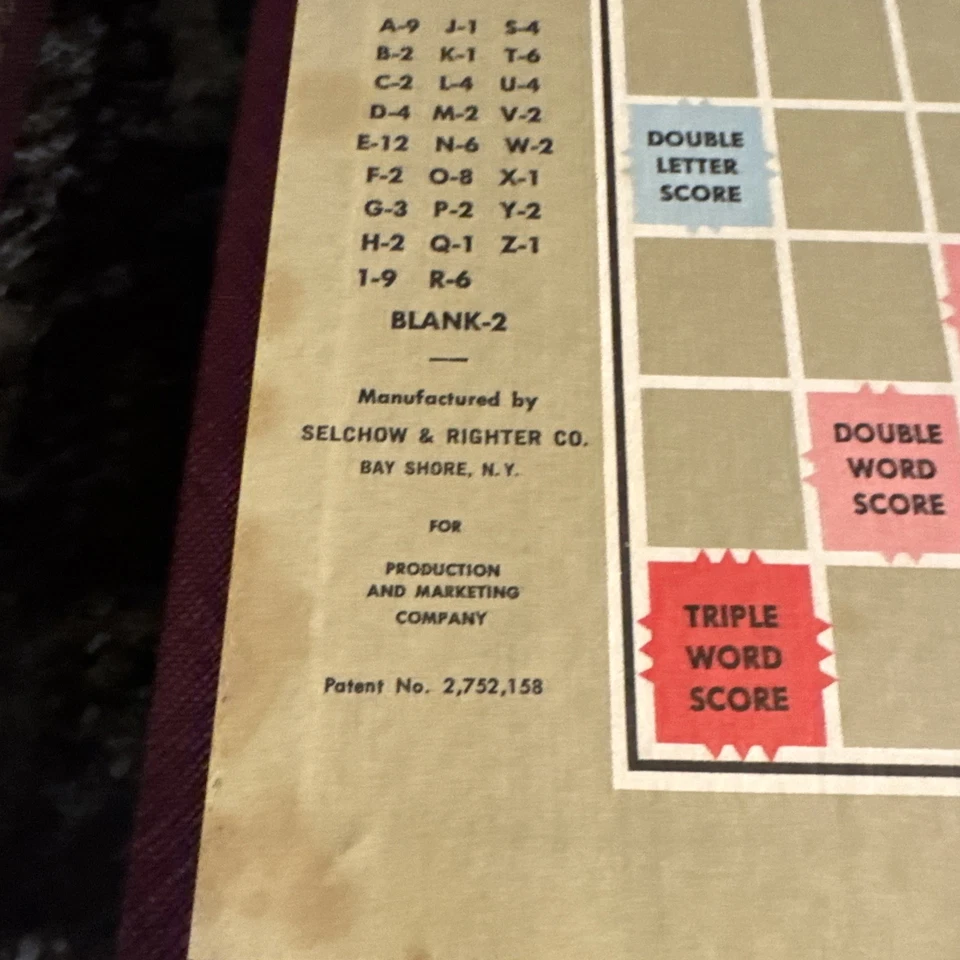 A-9 J-1 S-4
B-2 K-1 T-6
C-2 L-4 U-4
D-4 M-2 V-2
E-12 N-6 W-2
F-2 O-8 X-1
G-3 P-2 Y-2
H-2 Q-1 Z-1
I-9 R-6
BLANK-2
Manufactured by
SELCHOW & RIGHTER CO.
BAY SHORE, N.Y.
FOR
PRODUCTION
AND MARKETING
COMPANY
Patent No. 2,752,158
DOUBLE
LETTER
SCORE
DOUBLE
WORD
SCORE
TRIPLE
WORD
SCORE